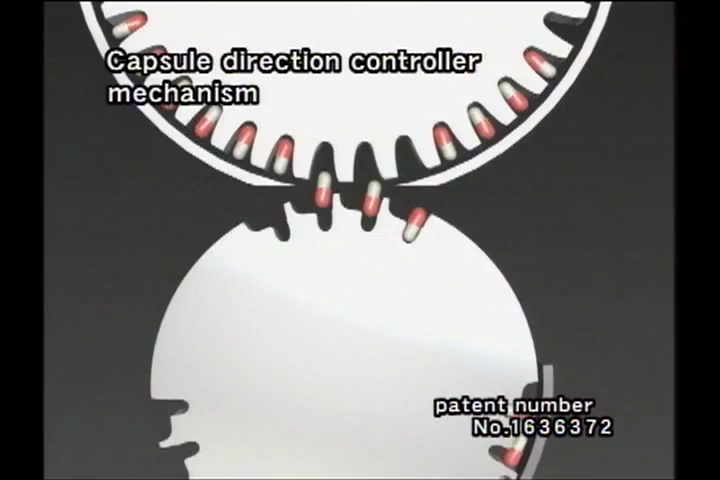 Capsule direction controller
mechanism
patent number
No.1636372